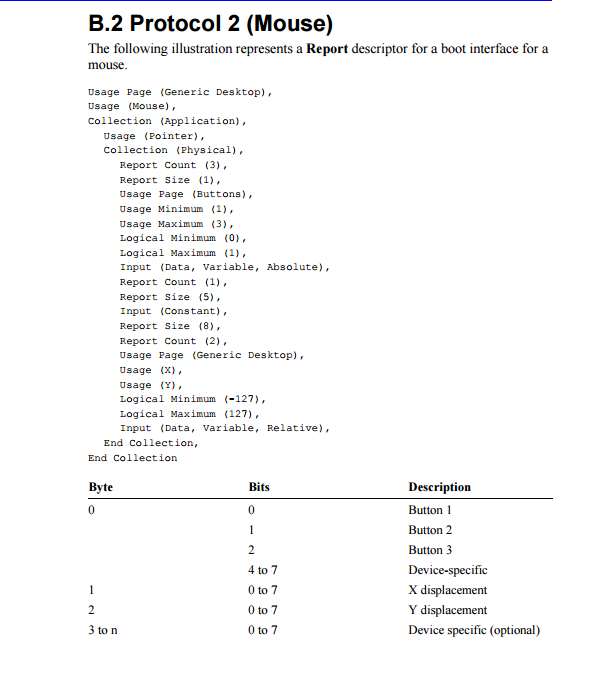 B.2 Protocol 2 (Mouse)
The following illustration represents a Report descriptor for a boot interface for a
mouse.
Usage Page (Generic Desktop),
Usage (Mouse),
Collection (Application),
Usage (Pointer),
Collection (Physical),
Report Count (3),
Report Size (1),
Usage Page (Buttons),
Usage Minimum (1),
Usage Maximum (3),
Logical Minimum (0),
Logical Maximum (1),
Input (Data, Variable, Absolute),
Report Count (1),
Report Size (5),
Input (Constant),
Report Size (8),
Report Count (2),
Usage Page (Generic Desktop),
Usage (X),
Usage (Y),
Logical Minimum (-127),
Logical Maximum (127),
Input (Data, Variable, Relative),
End Collection,
End Collection
Byte Bits Description
0 0 Button 1
1 Button 2
2 Button 3
4 to 7 Device-specific
1 0 to 7 X displacement
2 0 to 7 Y displacement
3 to n 0 to 7 Device specific (optional)